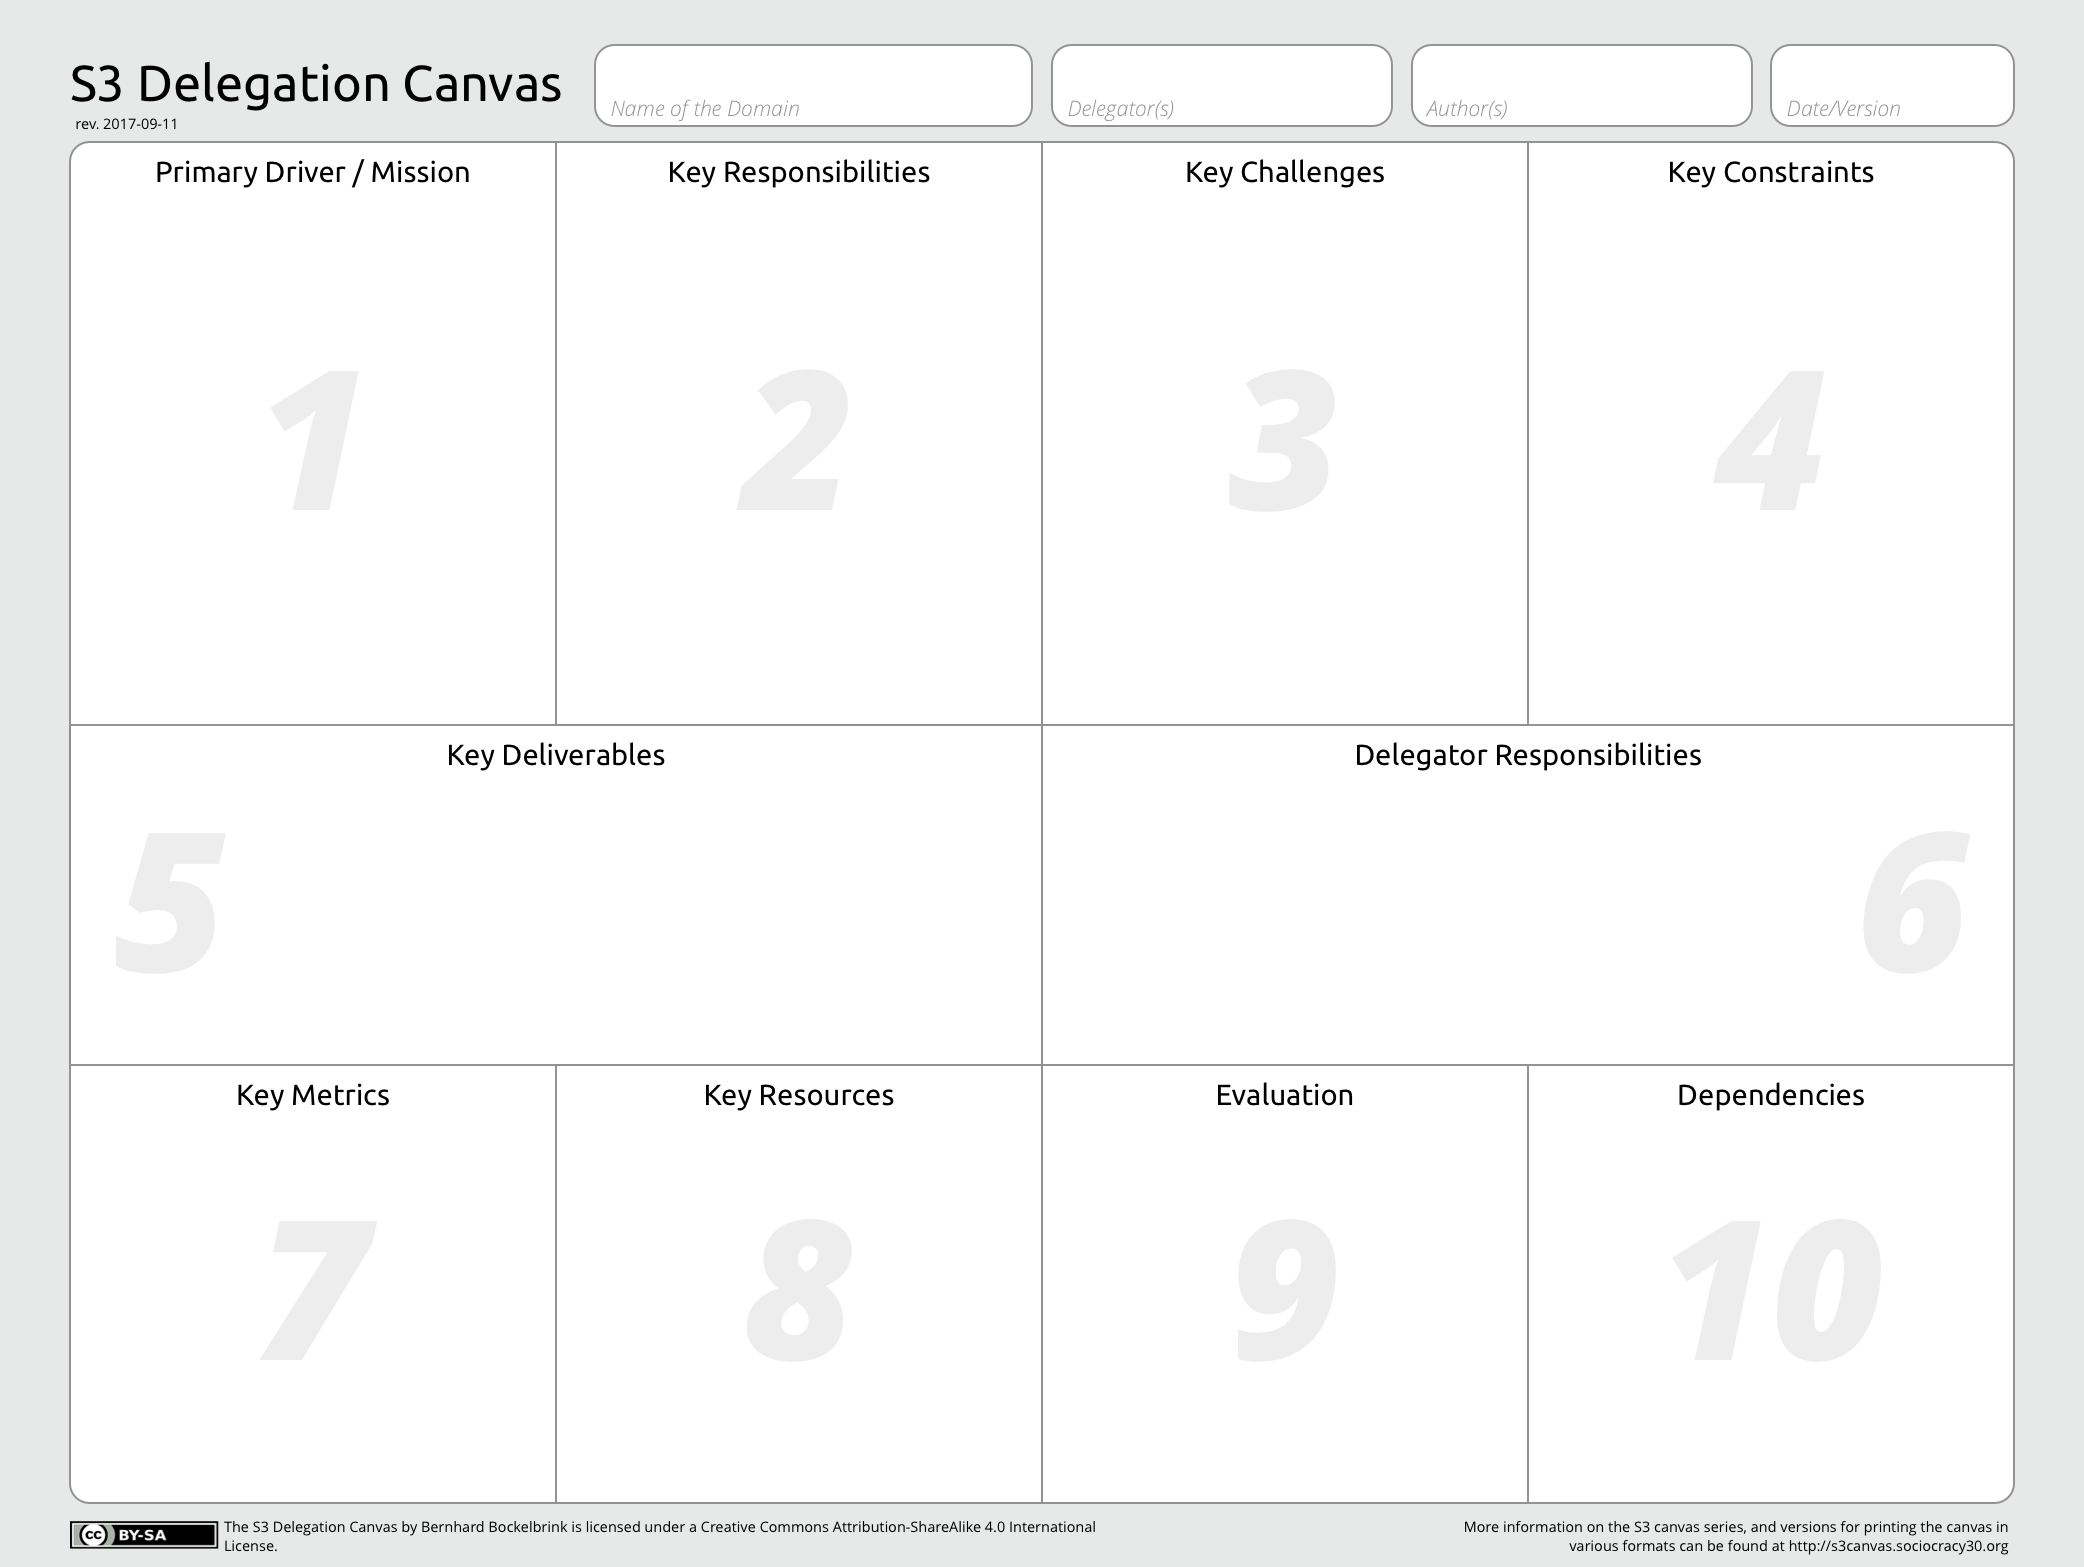 S3 Delegation Canvas
rev. 2017-09-11
Name of the Domain
Delegator(s)
Author(s)
Date/Version
Primary Driver / Mission
1
Key Responsibilities
2
Key Challenges
3
Key Constraints
4
Key Deliverables
5
Delegator Responsibilities
6
Key Metrics
7
Key Resources
8
Evaluation
9
Dependencies
10
cc BY-SA
The S3 Delegation Canvas by Bernhard Bockelbrink is licensed under a Creative Commons Attribution-ShareAlike 4.0 International
License.
More information on the S3 canvas series, and versions for printing the canvas in
various formats can be found at http://s3canvas.sociocracy30.org